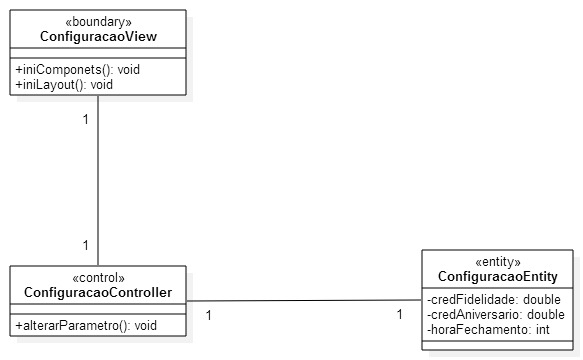 «boundary»
ConfiguracaoView
+iniComponets(): void
+iniLayout(): void
1
1
«control»
ConfiguracaoController
+alterarParametro(): void
1
1
«entity»
ConfiguracaoEntity
-credFidelidade: double
-credAniversario: double
-horaFechamento: int